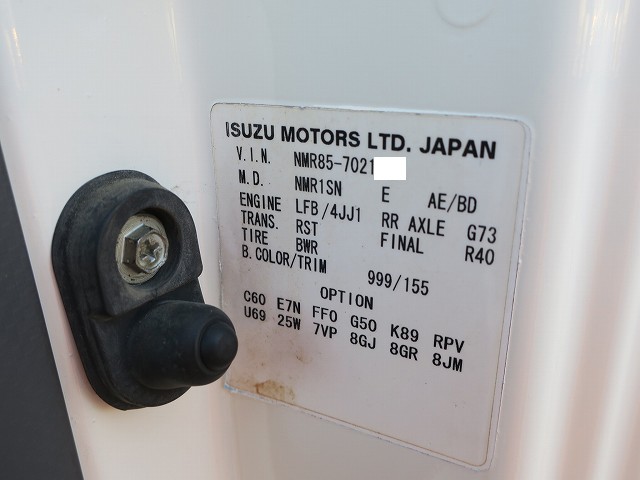 ISUZU MOTORS LTD. JAPAN
V.I.N. NMR85-7021
M.D. NMR1SN E AE/BD
ENGINE LFB/4JJ1 RR AXLE G73
TRANS. RST FINAL R40
TIRE BWR
B.COLOR/TRIM 999/155
OPTION
C60 E7N FF0 G50 K89 RPV
U69 25W 7VP 8GJ 8GR 8JM